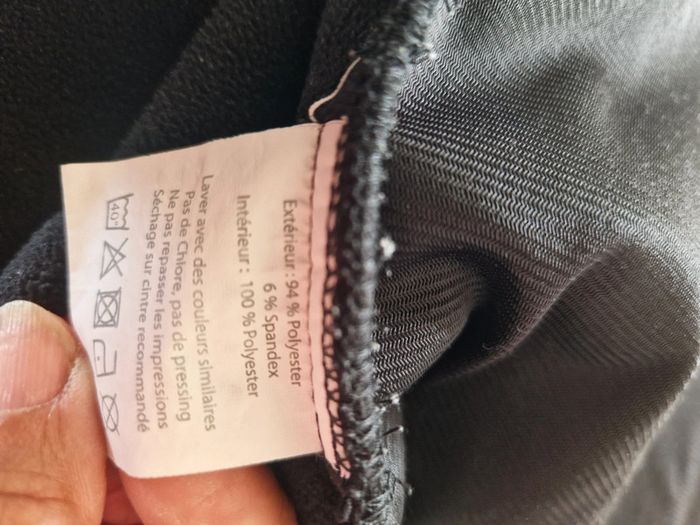 Extérieur : 94 % Polyester
6 % Spandex
Intérieur : 100 % Polyester
Laver avec des couleurs similaires
Pas de Chlore, pas de pressing
Ne pas repasser les impressions
Séchage sur cintre recommandé
40°